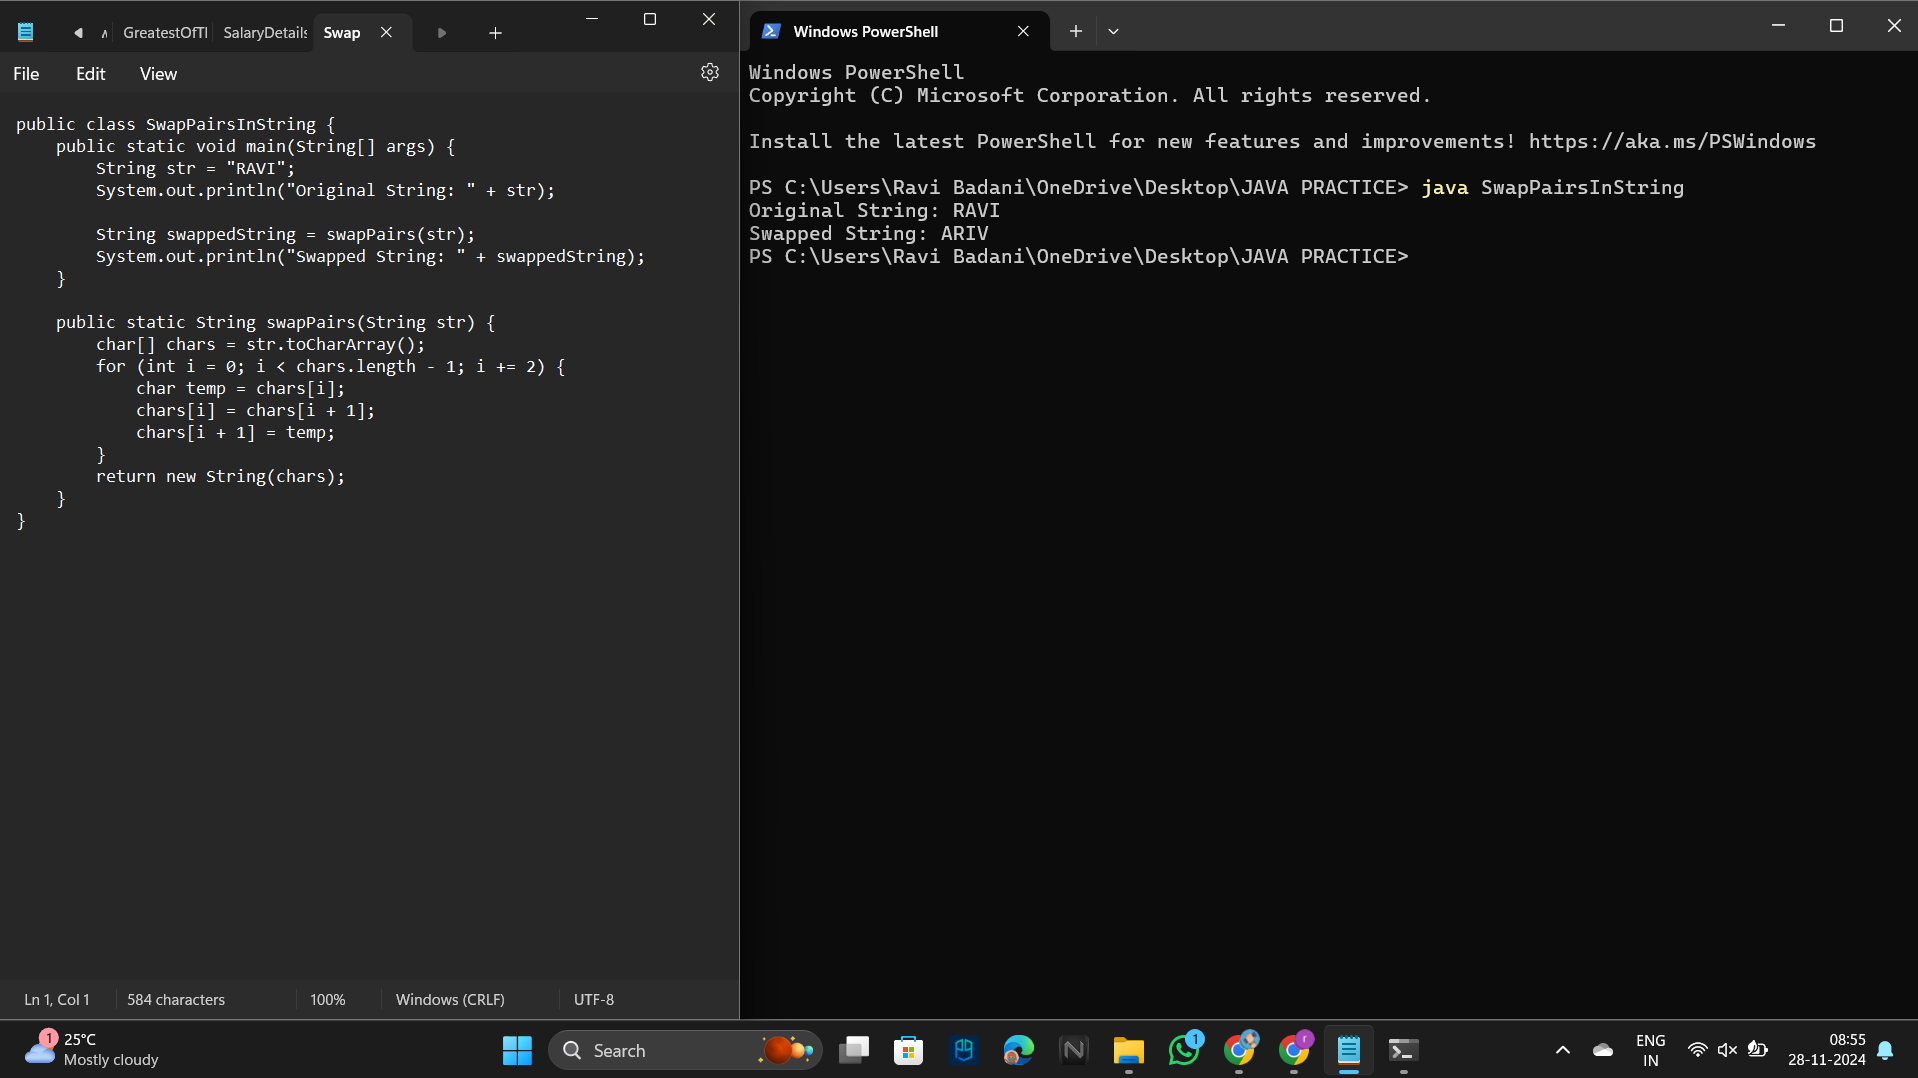 GreatestOfTl
SalaryDetails
Swap
File
Edit
View
public class SwapPairsInString {
    public static void main(String[] args) {
        String str = "RAVI";
        System.out.println("Original String: " + str);
        String swappedString = swapPairs(str);
        System.out.println("Swapped String: " + swappedString);
    }
    public static String swapPairs(String str) {
        char[] chars = str.toCharArray();
        for (int i = 0; i < chars.length - 1; i += 2) {
            char temp = chars[i];
            chars[i] = chars[i + 1];
            chars[i + 1] = temp;
        }
        return new String(chars);
    }
}
Ln 1, Col 1
584 characters
100%
Windows (CRLF)
UTF-8
Windows PowerShell
Windows PowerShell
Copyright (C) Microsoft Corporation. All rights reserved.
Install the latest PowerShell for new features and improvements! https://aka.ms/PSWindows
PS C:\Users\Ravi Badani\OneDrive\Desktop\JAVA PRACTICE> java SwapPairsInString
Original String: RAVI
Swapped String: ARIV
PS C:\Users\Ravi Badani\OneDrive\Desktop\JAVA PRACTICE>
1
25°C
Mostly cloudy
Search
1
r
ENG
IN
08:55
28-11-2024